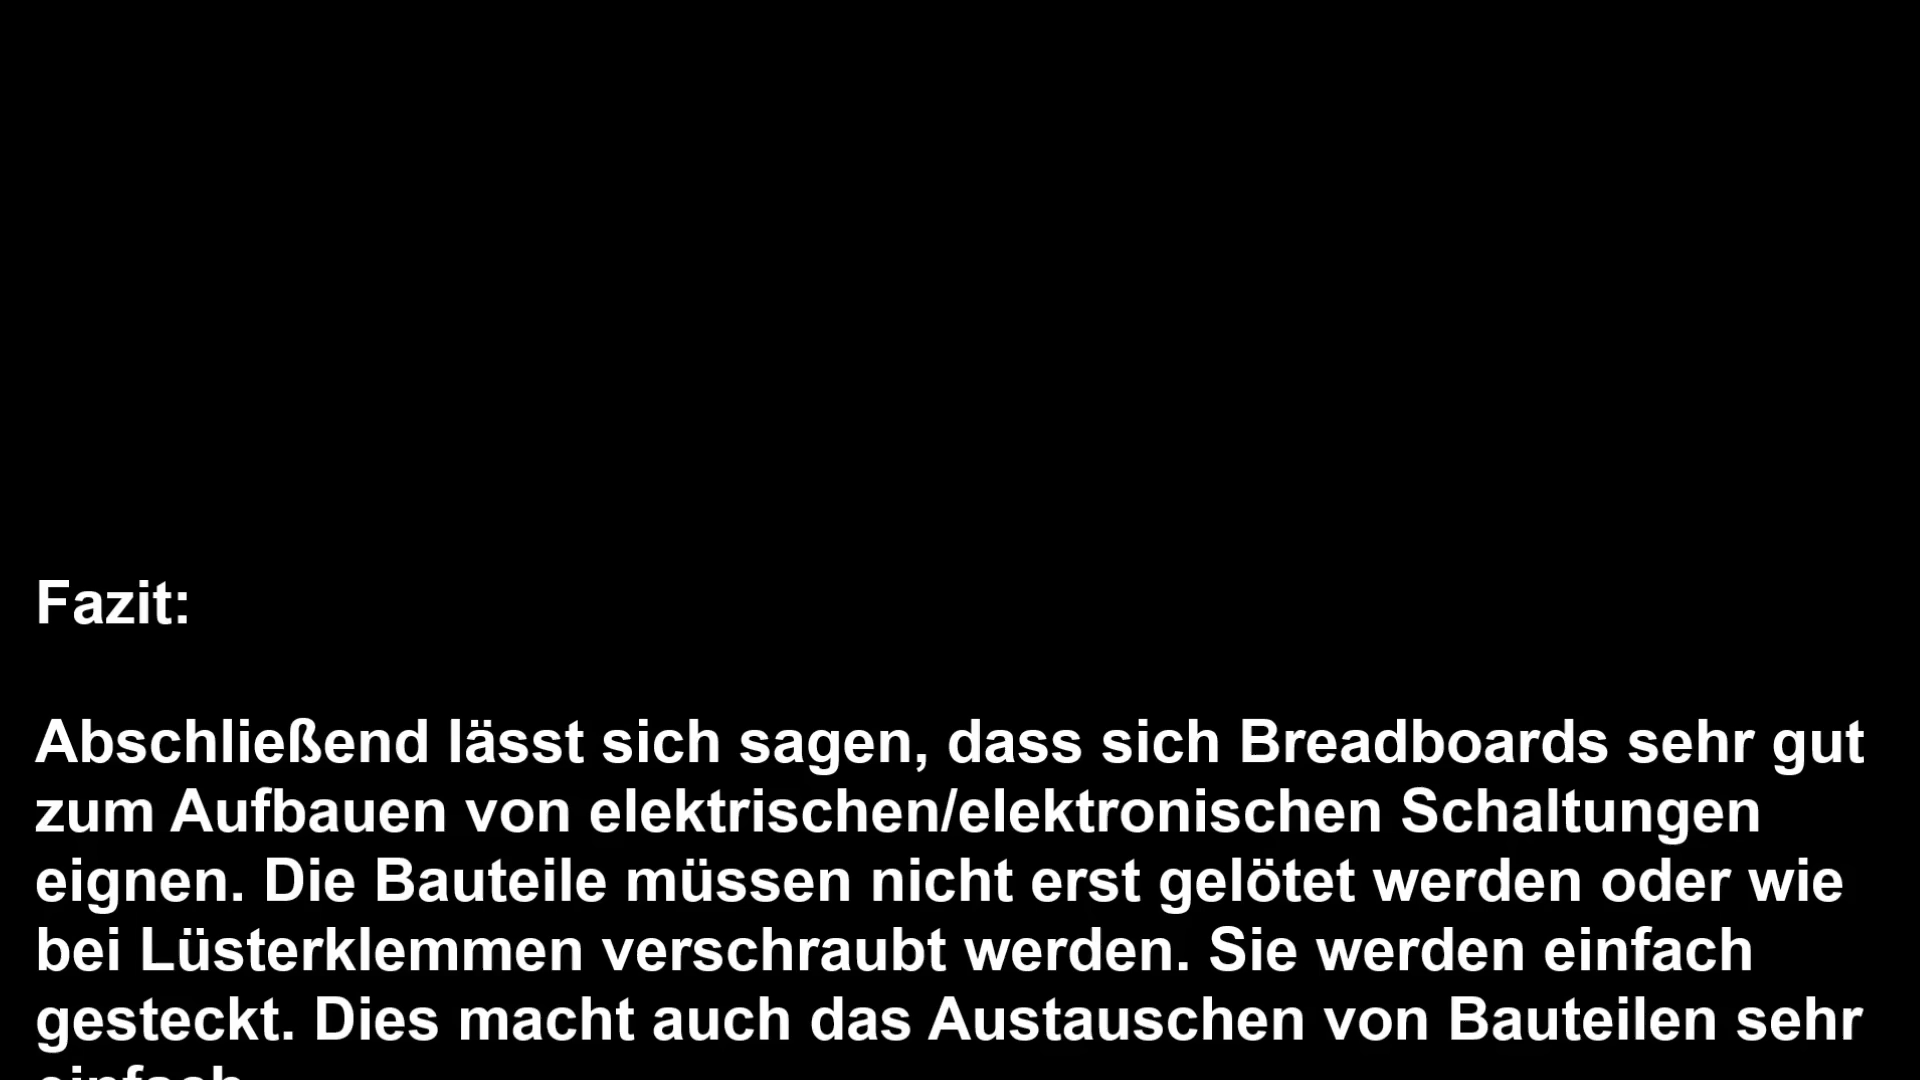 Fazit:
Abschließend lässt sich sagen, dass sich Breadboards sehr gut
zum Aufbauen von elektrischen/elektronischen Schaltungen
eignen. Die Bauteile müssen nicht erst gelötet werden oder wie
bei Lüsterklemmen verschraubt werden. Sie werden einfach
gesteckt. Dies macht auch das Austauschen von Bauteilen sehr
einfach